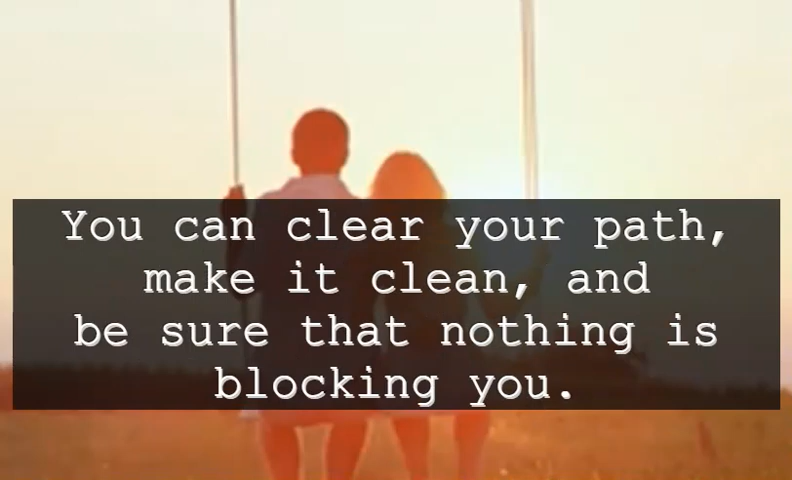 You can clear your path,
make it clean, and
be sure that nothing is
blocking you.